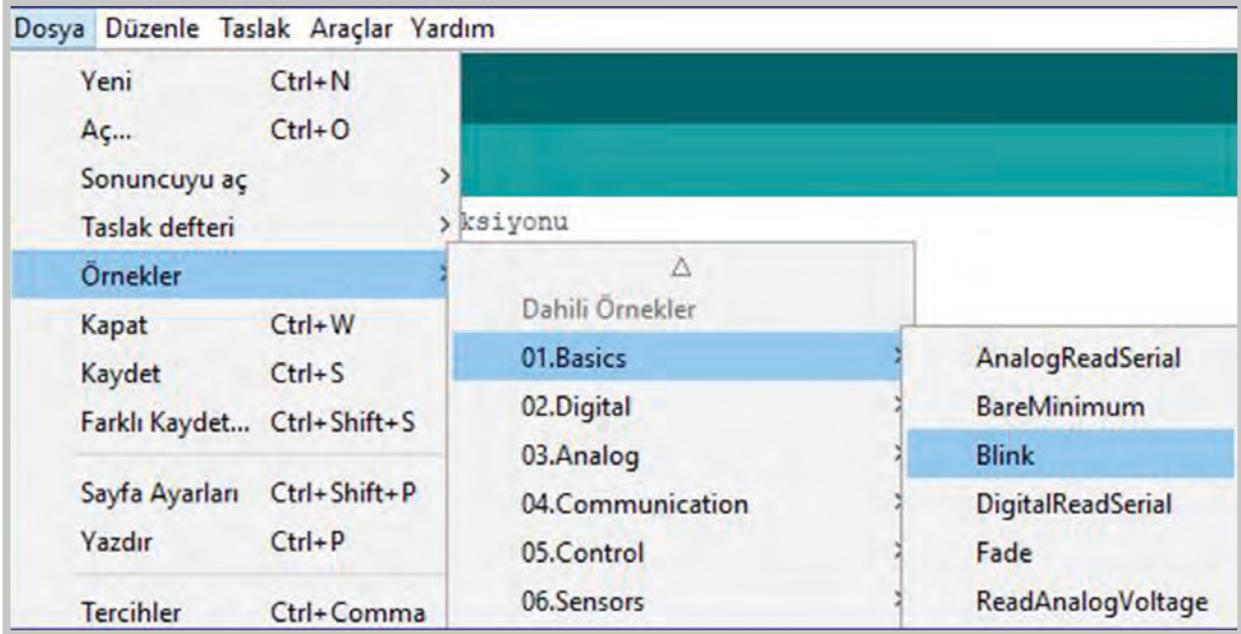 Dosya Düzenle Taslak Araçlar Yardım
Yeni Ctrl+N
Aç... Ctrl+O
Sonuncuyu aç
Taslak defteri
Örnekler
Kapat Ctrl+W
Kaydet Ctrl+S
Farklı Kaydet... Ctrl+Shift+S
Sayfa Ayarları Ctrl+Shift+P
Yazdır Ctrl+P
Tercihler Ctrl+Comma
ksiyonu
Dahili Örnekler
01.Basics
02.Digital
03.Analog
04.Communication
05.Control
06.Sensors
AnalogReadSerial
BareMinimum
Blink
DigitalReadSerial
Fade
ReadAnalogVoltage